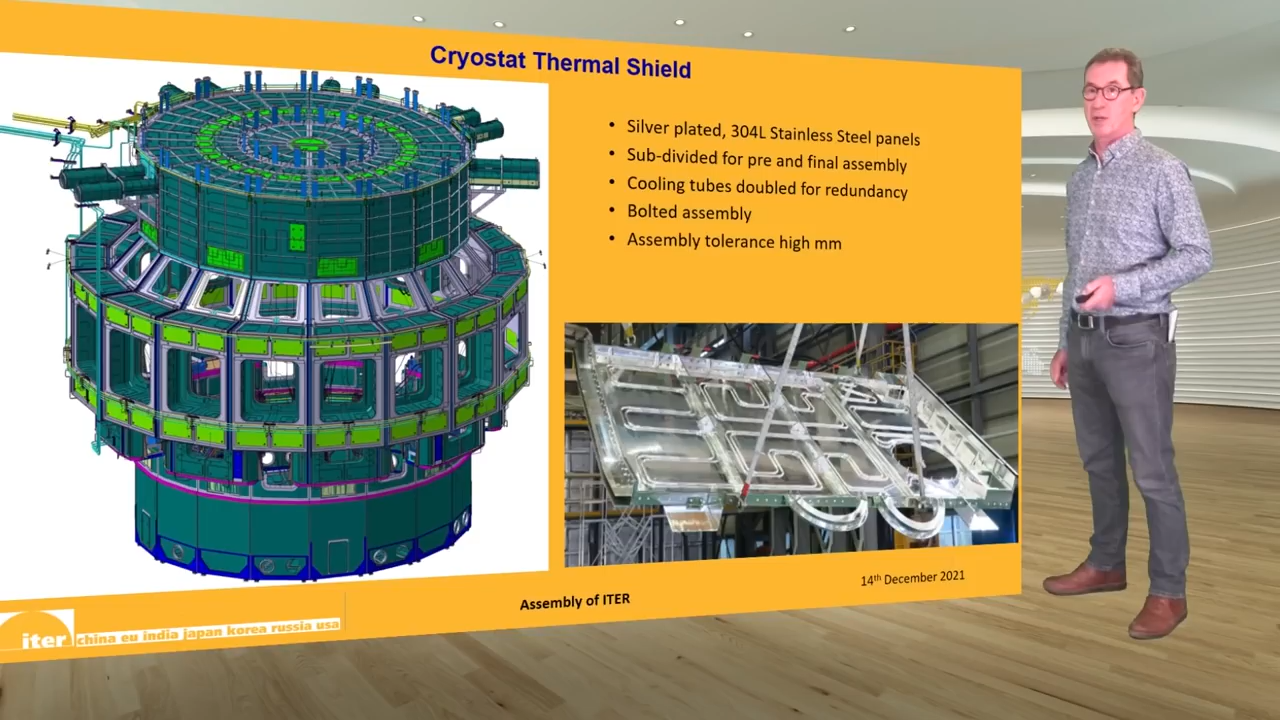 Cryostat Thermal Shield
• Silver plated, 304L Stainless Steel panels
• Sub-divided for pre and final assembly
• Cooling tubes doubled for redundancy
• Bolted assembly
• Assembly tolerance high mm
14th December 2021
Assembly of ITER
iter china eu india japan korea russia usa